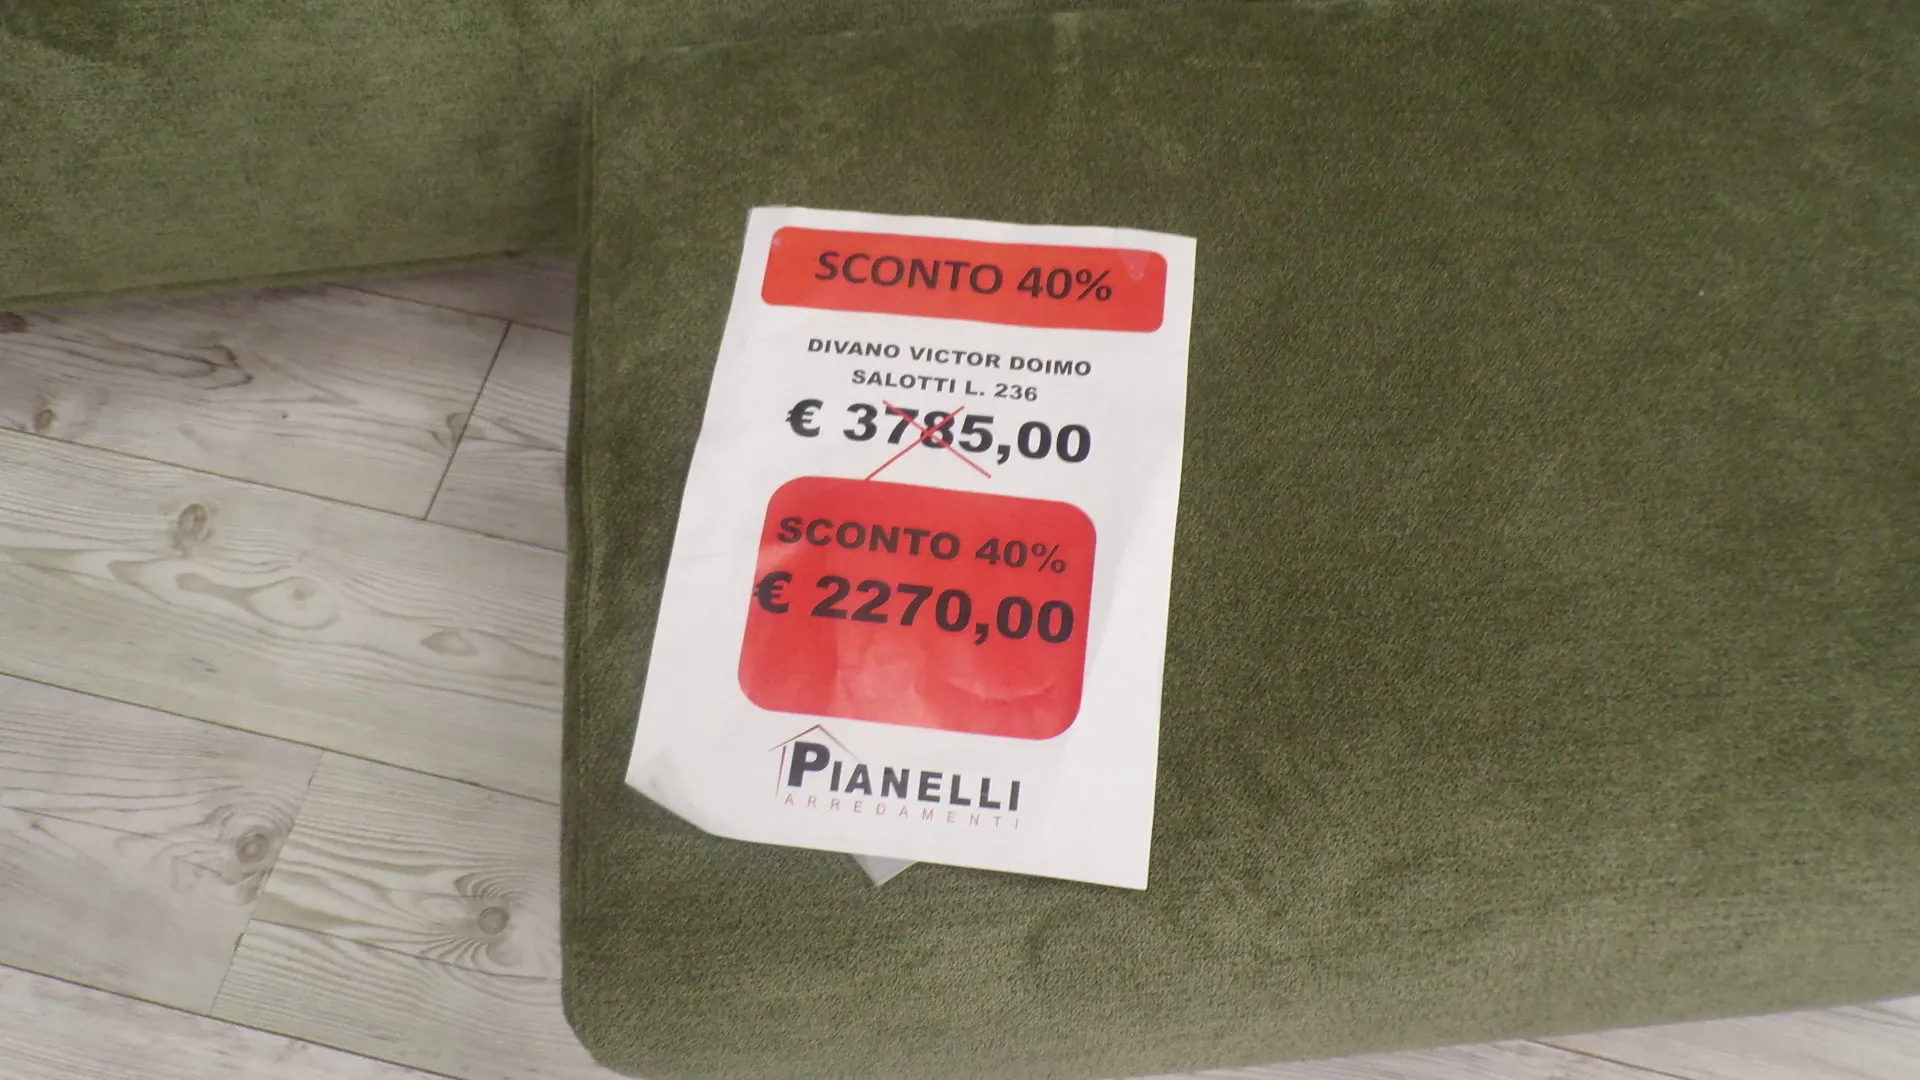 SCONTO 40%
DIVANO VICTOR DOIMO
SALOTTI L. 236
€ 3785,00
SCONTO 40%
€ 2270,00
PIANELLI
ARREDAMENTI